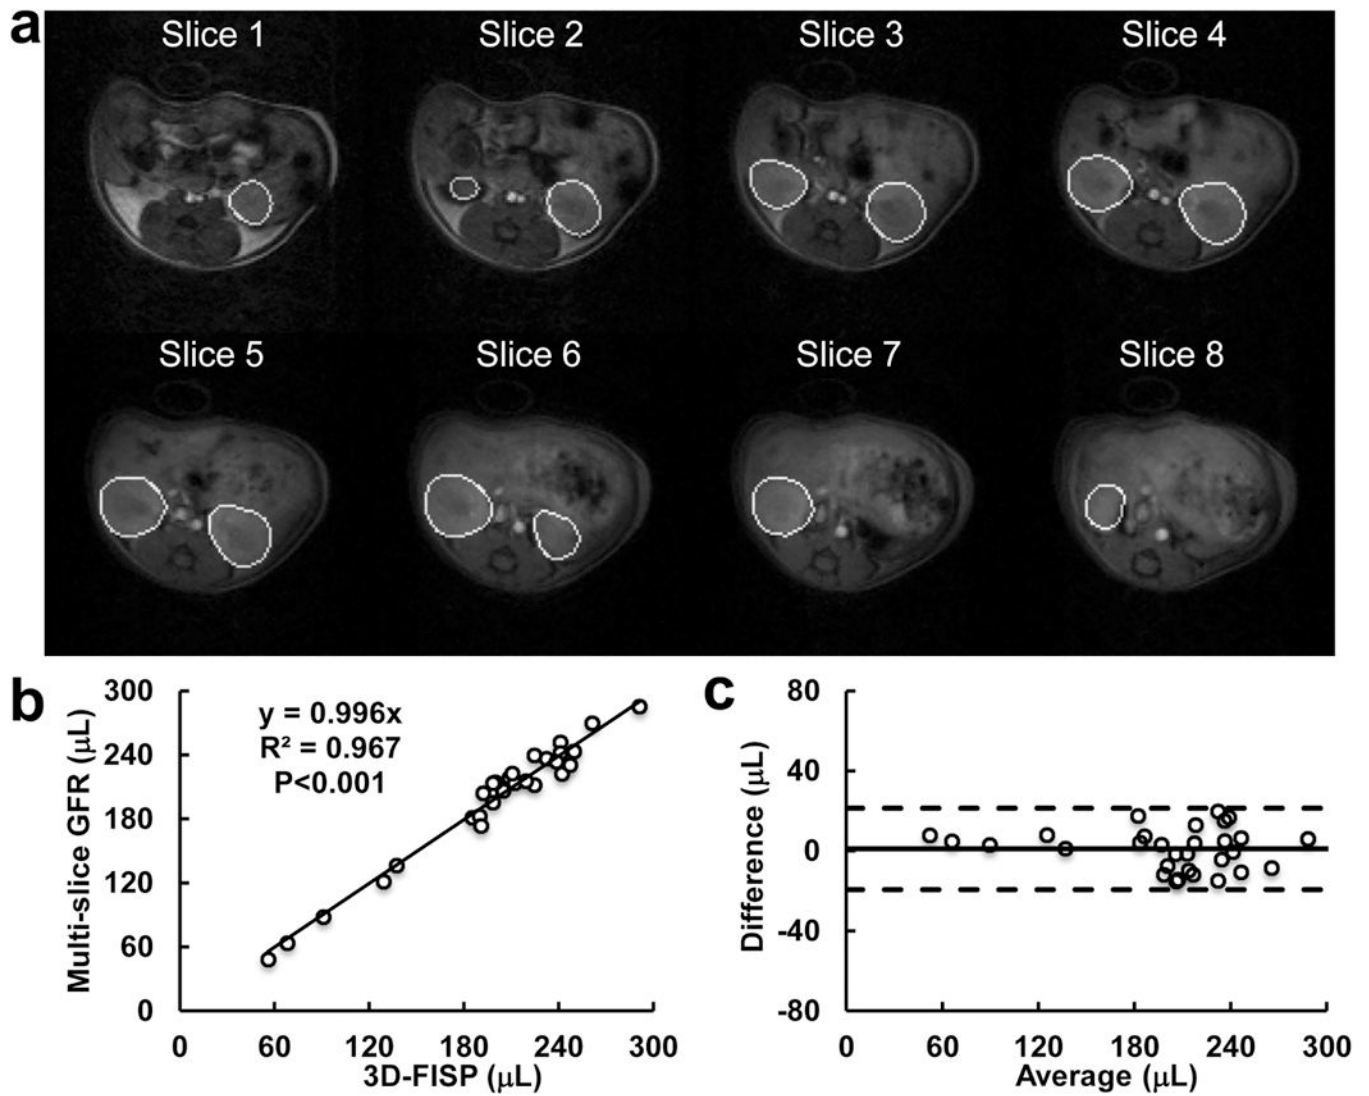 a
Slice 1 Slice 2 Slice 3 Slice 4
Slice 5 Slice 6 Slice 7 Slice 8
b
Multi-slice GFR (μL)
300
240
180
120
60
0
y = 0.996x
R² = 0.967
P<0.001
0 60 120 180 240 300
3D-FISP (μL)
c
Difference (μL)
80
40
0
-40
-80
0 60 120 180 240 300
Average (μL)